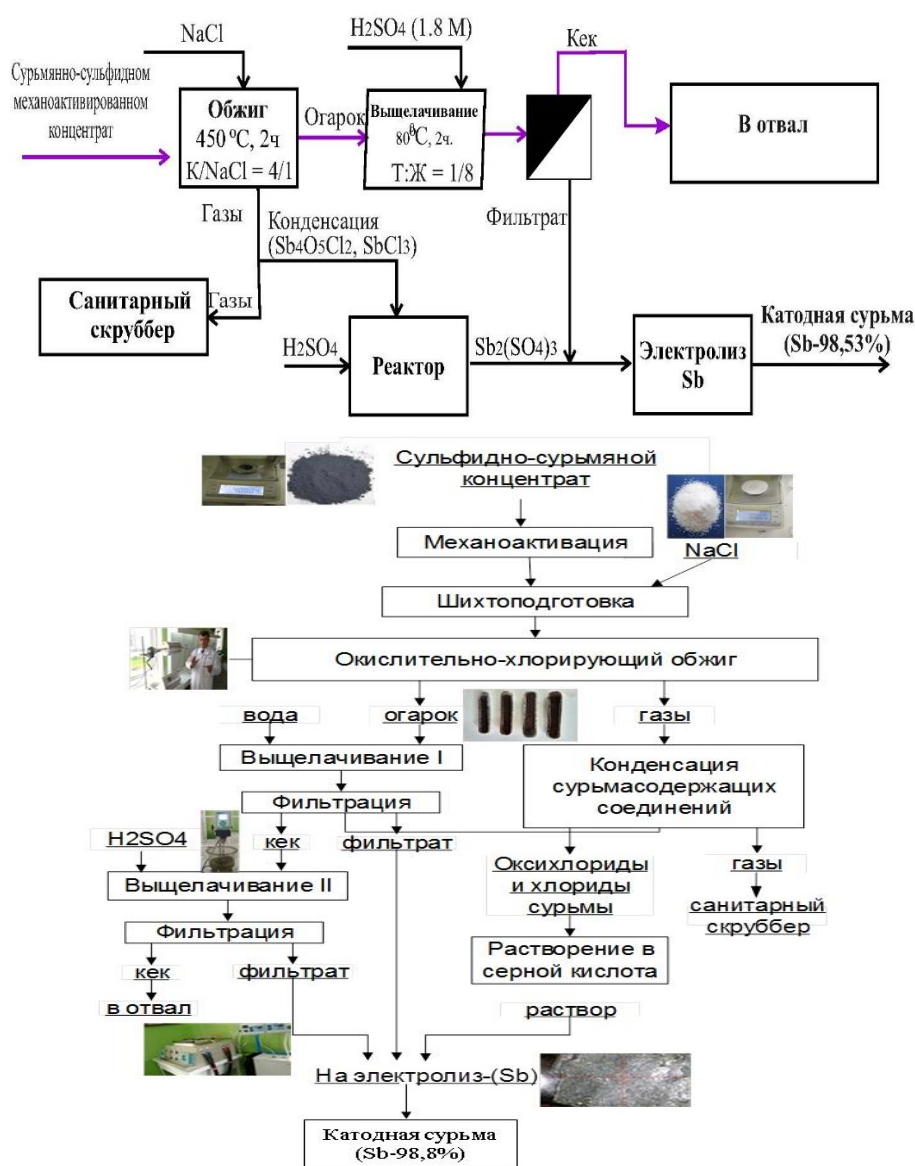 NaCl
H2SO4 (1.8 M)
Кек
Сурьмянно-сульфидном
механоактивированном
концентрат
Обжиг
450 ºC, 2ч
К/NaCl = 4/1
Огарок
Выщелачивание
80ºC, 2ч.
Т:Ж = 1/8
В отвал
Газы
Конденсация
(Sb4O5Cl2, SbCl3)
Фильтрат
Санитарный
скруббер
Газы
H2SO4
Реактор
Sb2(SO4)3
Электролиз
Sb
Катодная сурьма
(Sb-98,53%)
Сульфидно-сурьмяной
концентрат
Механоактивация
NaCl
Шихтоподготовка
Окислительно-хлорирующий обжиг
вода
огарок
газы
Выщелачивание I
Конденсация
сурьмасодержащих
соединений
Фильтрация
H2SO4
кек
фильтрат
Оксихлориды
и хлориды
сурьмы
газы
Выщелачивание II
санитарный
скруббер
Фильтрация
Растворение в
серной кислота
кек
фильтрат
в отвал
раствор
На электролиз-(Sb)
Катодная сурьма
(Sb-98,8%)